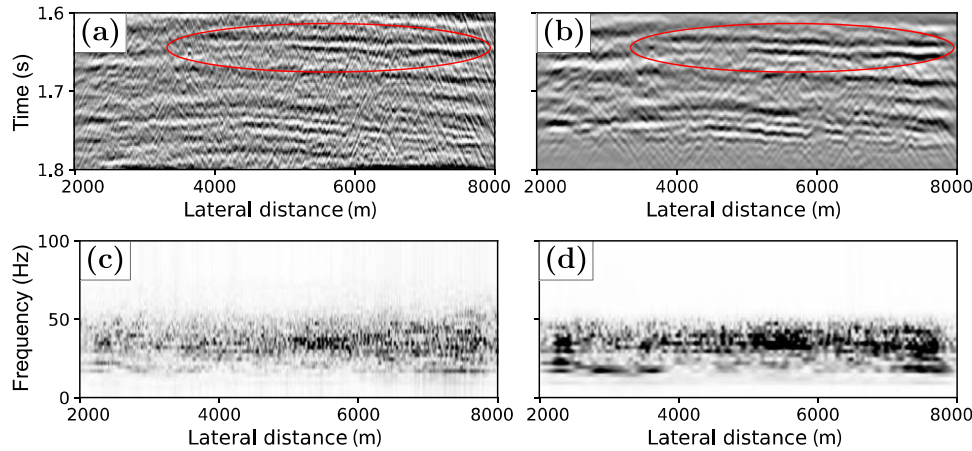 (a)
(b)
Time (s)
1.6
1.7
1.8
2000 4000 6000 8000
2000 4000 6000 8000
Lateral distance (m)
Lateral distance (m)
(c)
(d)
Frequency (Hz)
100
50
0
2000 4000 6000 8000
2000 4000 6000 8000
Lateral distance (m)
Lateral distance (m)